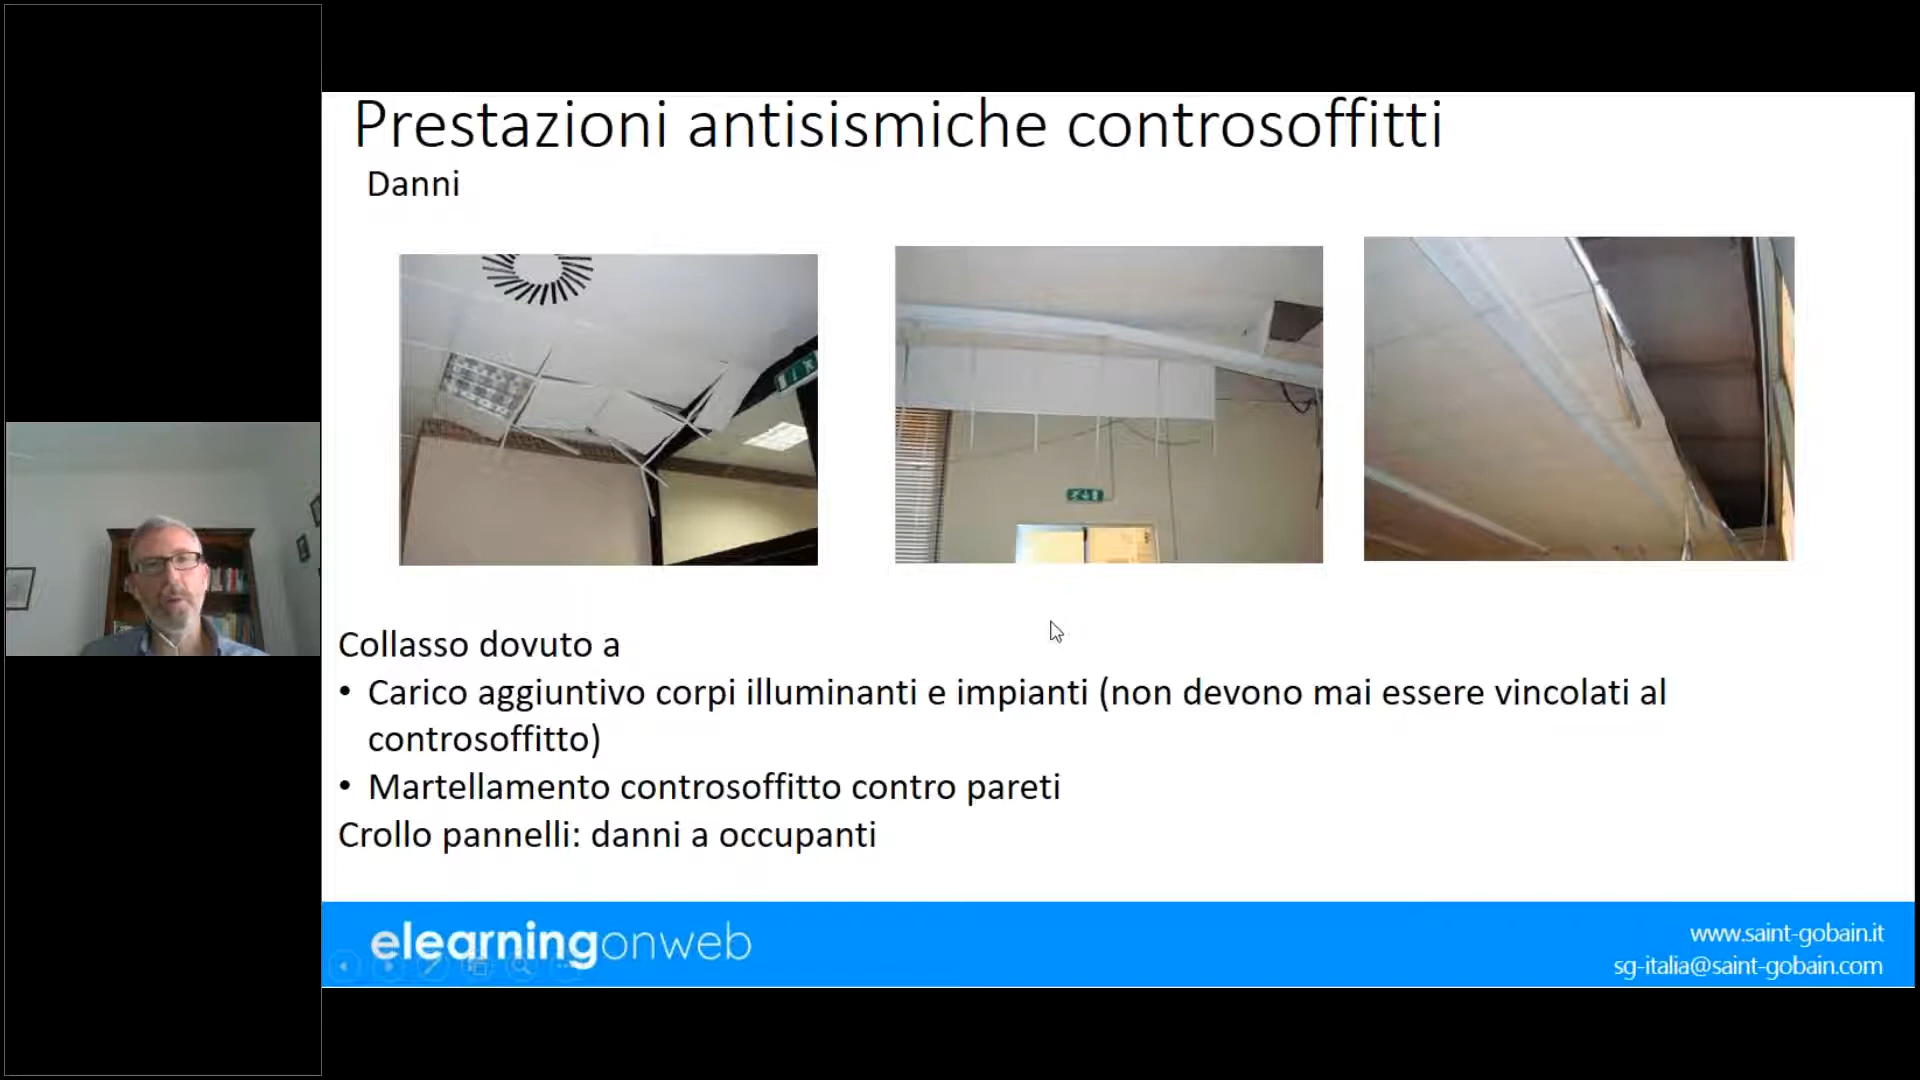 Prestazioni antisismiche controsoffitti
Danni
Collasso dovuto a
• Carico aggiuntivo corpi illuminanti e impianti (non devono mai essere vincolati al
controsoffitto)
• Martellamento controsoffitto contro pareti
Crollo pannelli: danni a occupanti
elearningonweb
www.saint-gobain.it
sg-italia@saint-gobain.com